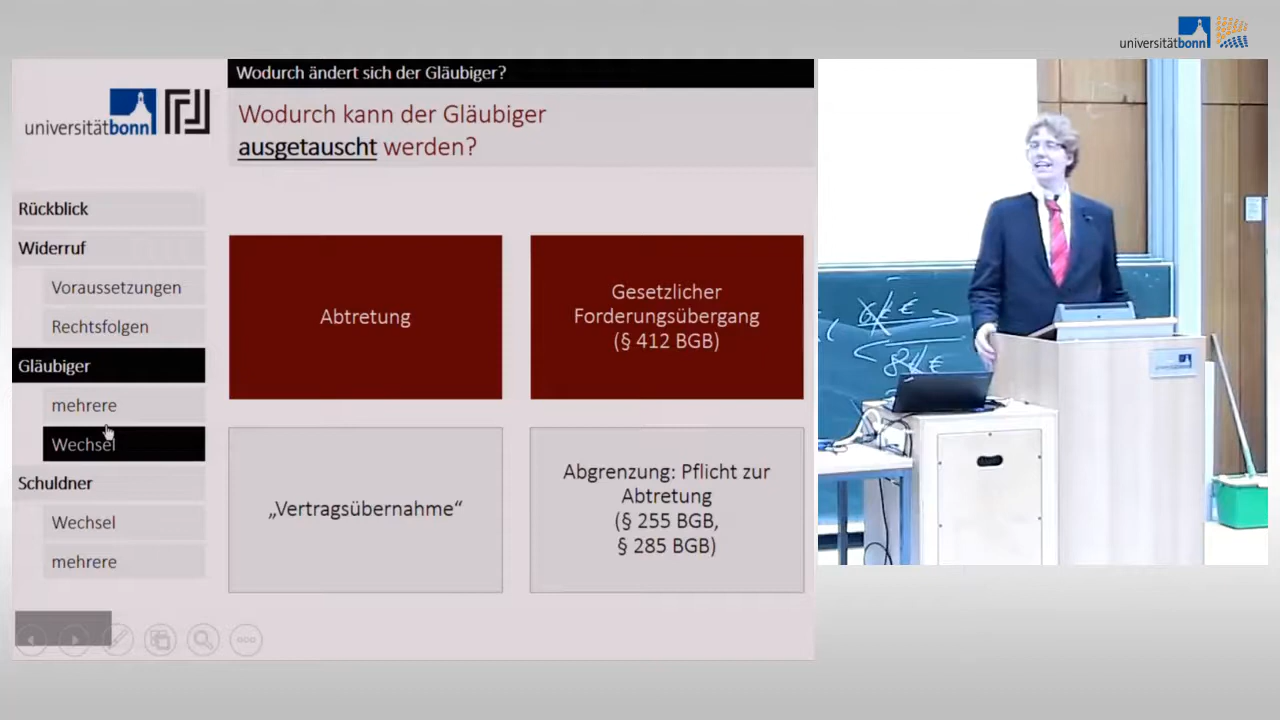 universitätbonn
Wodurch ändert sich der Gläubiger?
universitätbonn
Wodurch kann der Gläubiger
ausgetauscht werden?
Rückblick
Widerruf
Voraussetzungen
Rechtsfolgen
Gläubiger
mehrere
Wechsel
Schuldner
Wechsel
mehrere
Abtretung
Gesetzlicher
Forderungsübergang
(§ 412 BGB)
„Vertragsübernahme“
Abgrenzung: Pflicht zur
Abtretung
(§ 255 BGB,
§ 285 BGB)